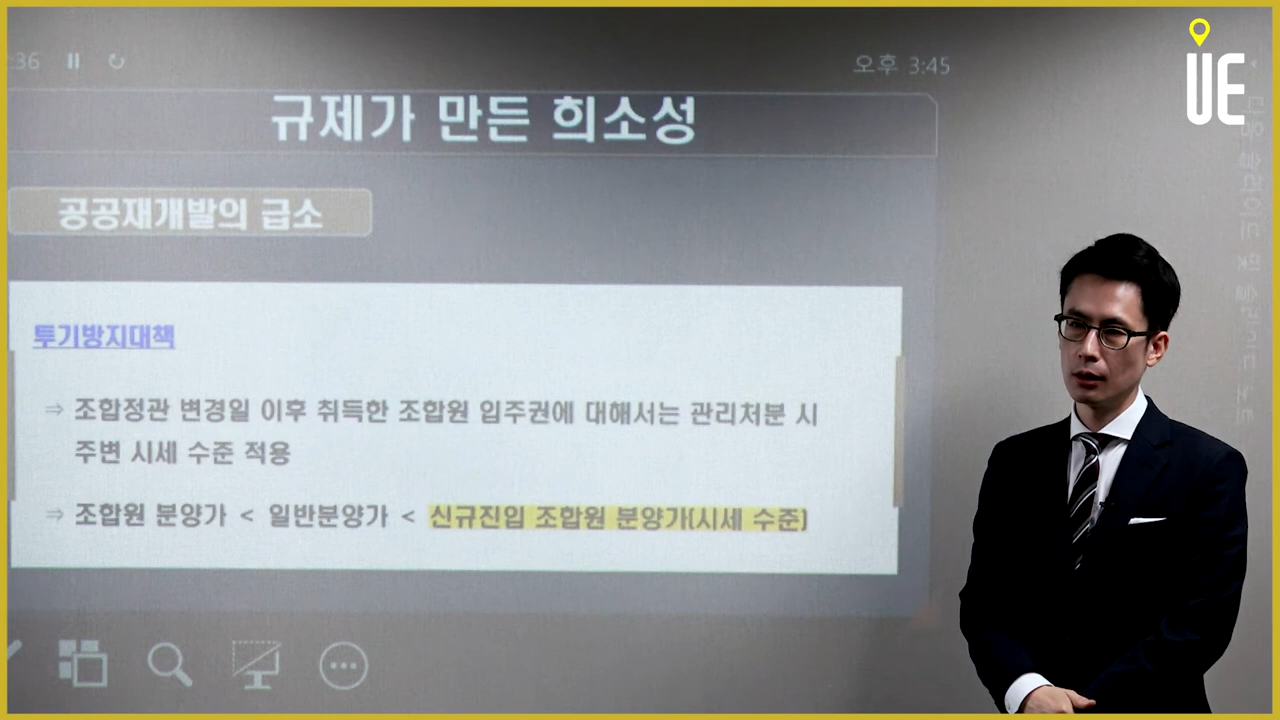 :36
오후 3:45
UE
규제가 만든 희소성
공공재개발의 급소
투기방지대책
⇒ 조합정관 변경일 이후 취득한 조합원 입주권에 대해서는 관리처분 시
주변 시세 수준 적용
⇒ 조합원 분양가 < 일반분양가 < 신규진입 조합원 분양가(시세 수준)